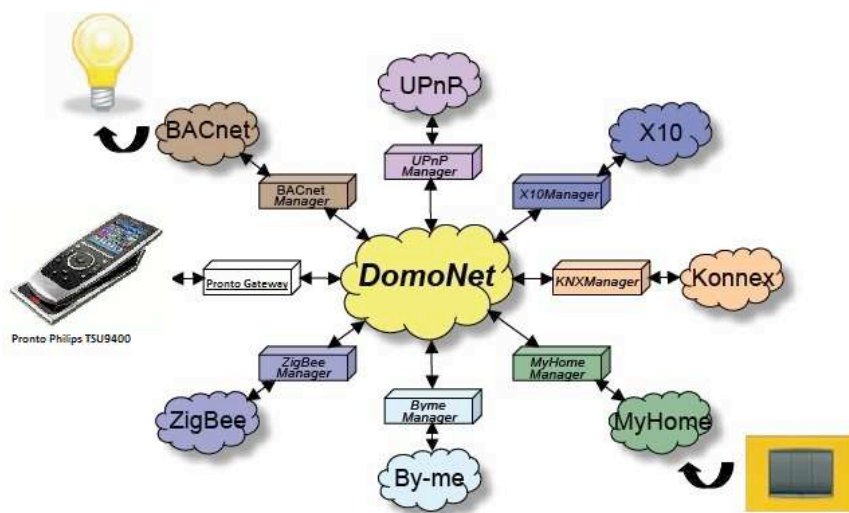 UPnP
BACnet
X10
UPnP
Manager
BACnet
Manager
X10Manager
DomoNet
Pronto Gateway
KNXManager
Konnex
Pronto Philips TSU9400
ZigBee
Manager
MyHome
Manager
Byme
Manager
ZigBee
MyHome
By-me